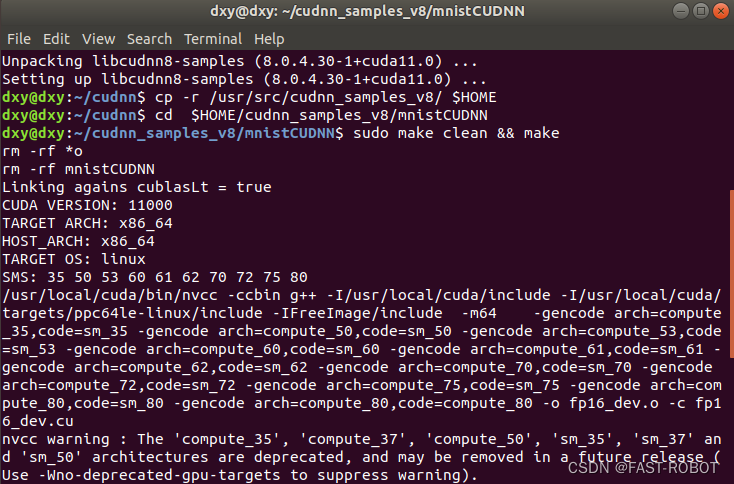 dxy@dxy: ~/cudnn_samples_v8/mnistCUDNN
File Edit View Search Terminal Help
Unpacking libcudnn8-samples (8.0.4.30-1+cuda11.0) ...
Setting up libcudnn8-samples (8.0.4.30-1+cuda11.0) ...
dxy@dxy:~/cudnn$ cp -r /usr/src/cudnn_samples_v8/ $HOME
dxy@dxy:~/cudnn$ cd  $HOME/cudnn_samples_v8/mnistCUDNN
dxy@dxy:~/cudnn_samples_v8/mnistCUDNN$ sudo make clean && make
rm -rf *o
rm -rf mnistCUDNN
Linking agains cublasLt = true
CUDA VERSION: 11000
TARGET ARCH: x86_64
HOST_ARCH: x86_64
TARGET OS: linux
SMS: 35 50 53 60 61 62 70 72 75 80
/usr/local/cuda/bin/nvcc -ccbin g++ -I/usr/local/cuda/include -I/usr/local/cuda/
targets/ppc64le-linux/include -IFreeImage/include  -m64    -gencode arch=compute
_35,code=sm_35 -gencode arch=compute_50,code=sm_50 -gencode arch=compute_53,code
=sm_53 -gencode arch=compute_60,code=sm_60 -gencode arch=compute_61,code=sm_61 -
gencode arch=compute_62,code=sm_62 -gencode arch=compute_70,code=sm_70 -gencode
arch=compute_72,code=sm_72 -gencode arch=compute_75,code=sm_75 -gencode arch=com
pute_80,code=sm_80 -gencode arch=compute_80,code=compute_80 -o fp16_dev.o -c fp1
6_dev.cu
nvcc warning : The 'compute_35', 'compute_37', 'compute_50', 'sm_35', 'sm_37' an
d 'sm_50' architectures are deprecated, and may be removed in a future release (
Use -Wno-deprecated-gpu-targets to suppress warning).
CSDN @FAST-ROBOT